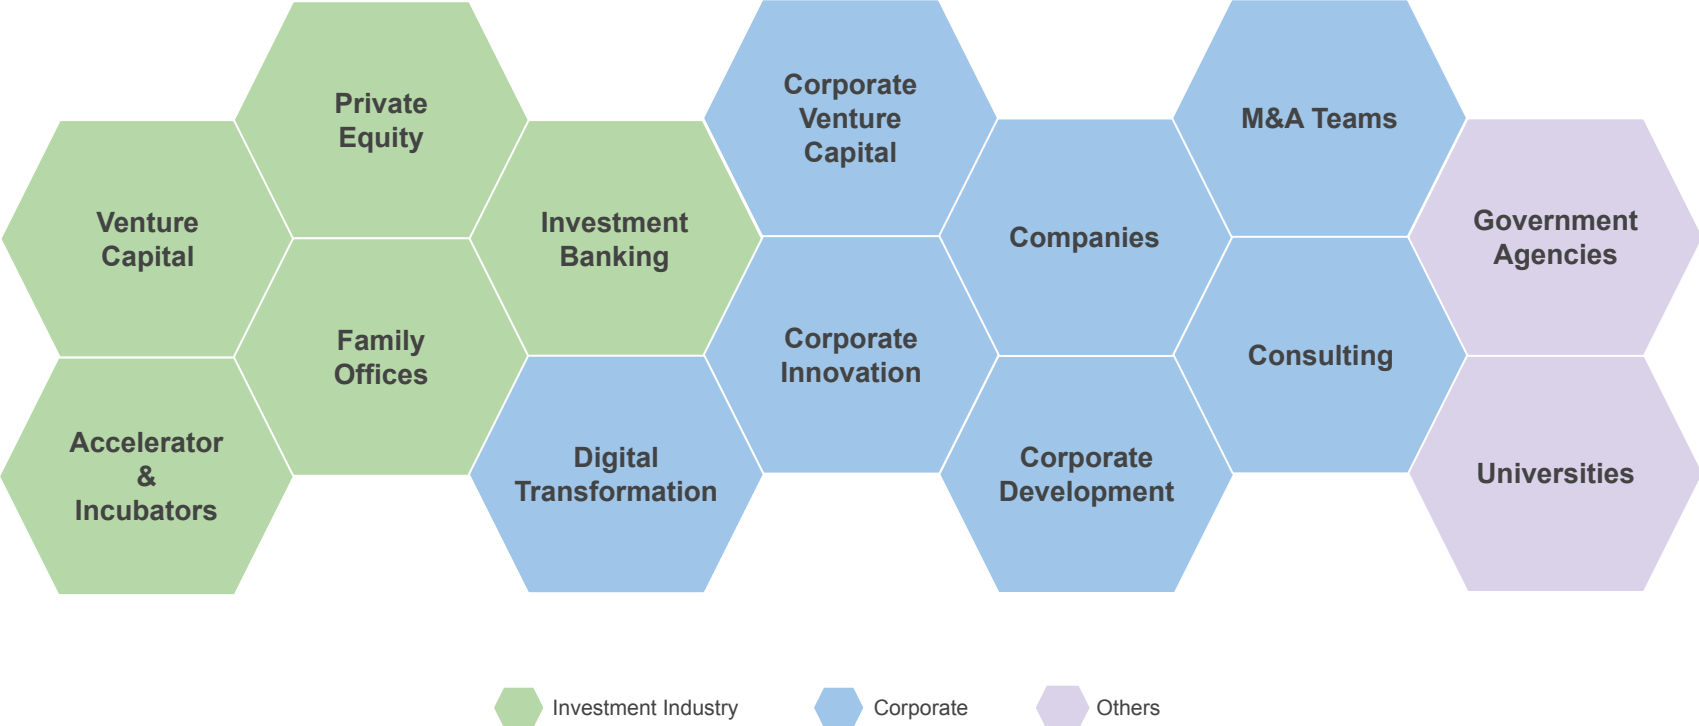 Private
Equity
Corporate
Venture
Capital
M&A Teams
Venture
Capital
Investment
Banking
Companies
Government
Agencies
Family
Offices
Corporate
Innovation
Consulting
Accelerator
&
Incubators
Digital
Transformation
Corporate
Development
Universities
Investment Industry
Corporate
Others